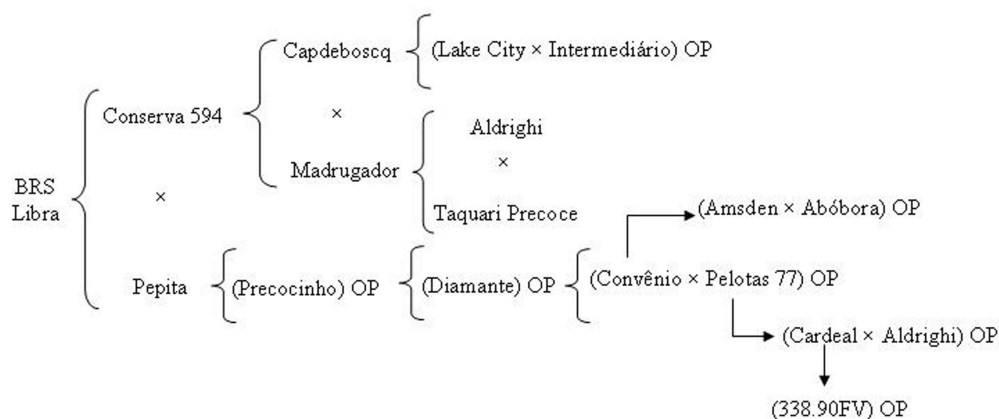 Capdeboscq
(Lake City × Intermediário) OP
Conserva 594
×
Aldrighi
Madrugador
×
BRS
Libra
×
Taquari Precoce
(Amsden × Abóbora) OP
Pepita
(Precocinho) OP
(Diamante) OP
(Convênio × Pelotas 77) OP
(Cardeal × Aldrighi) OP
(338.90FV) OP